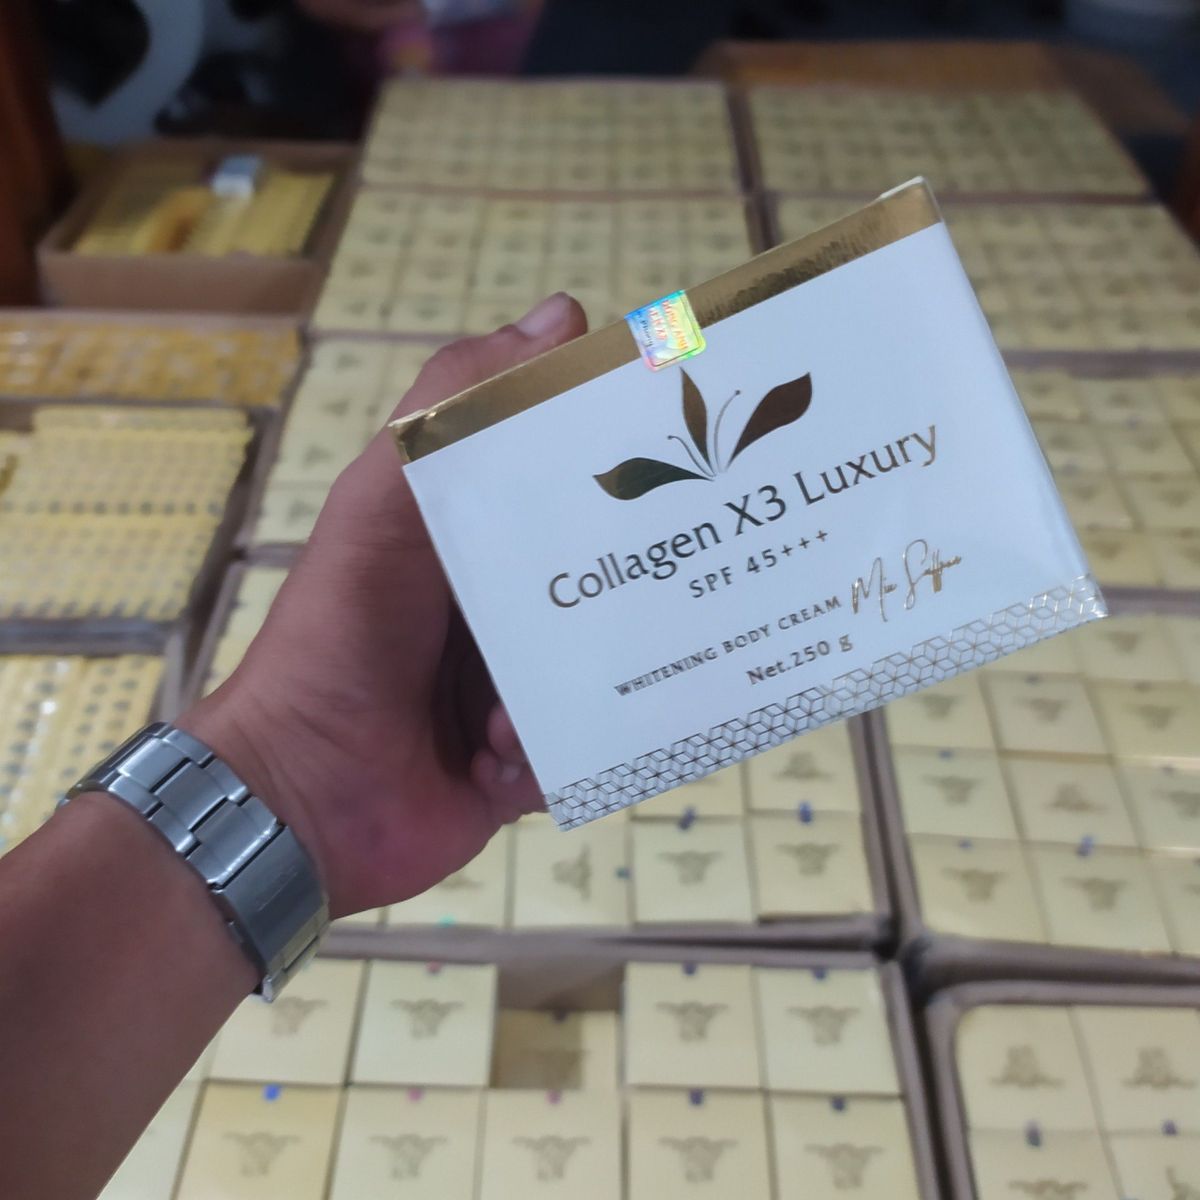 Collagen X3 Luxury
SPF 45+++
WHITENING BODY CREAM
Net.250 g